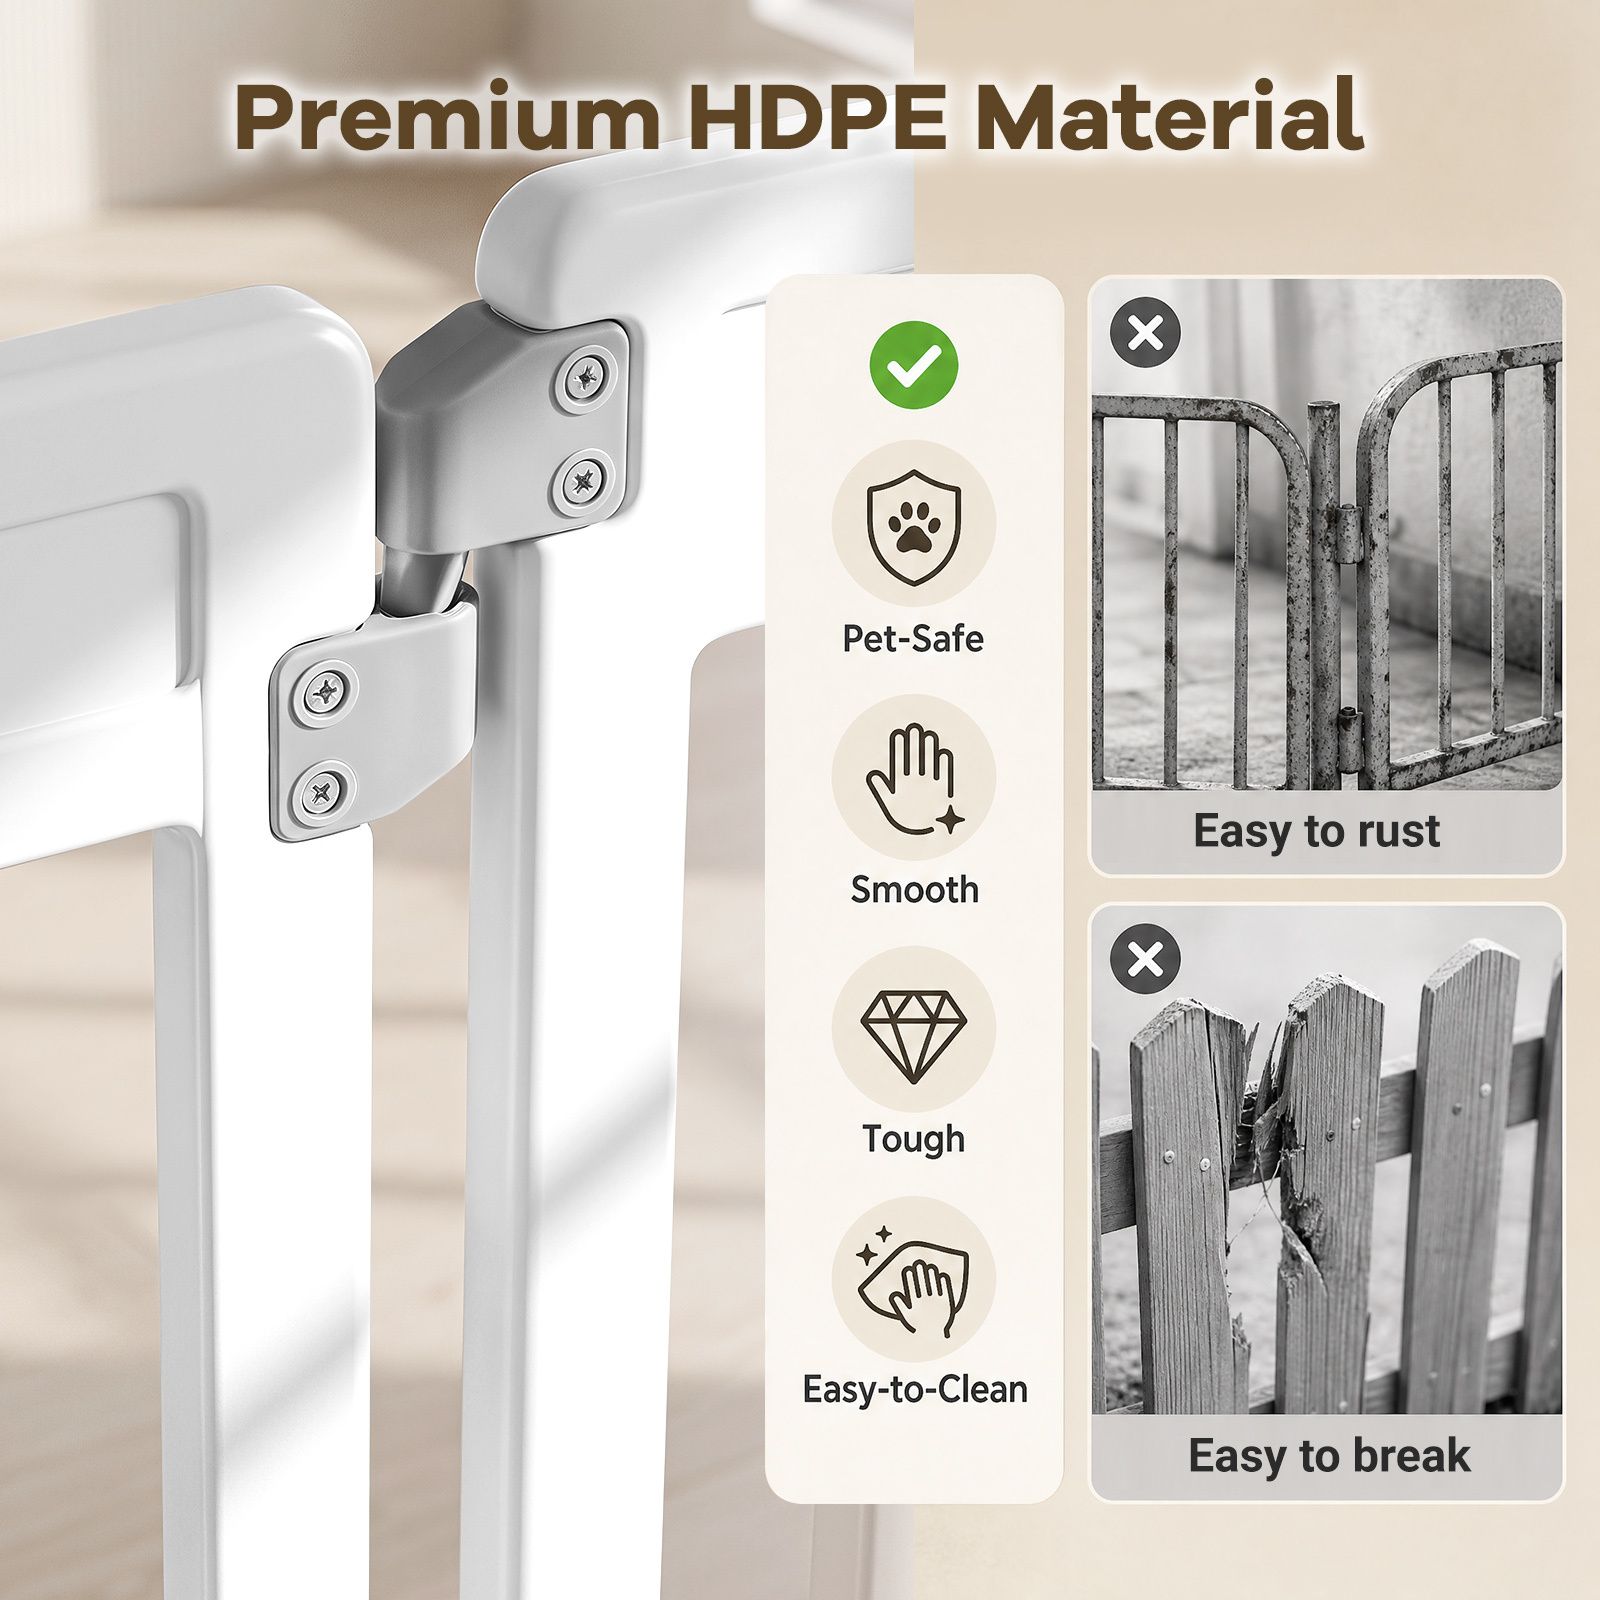 Premium HDPE Material
Pet-Safe
Smooth
Tough
Easy-to-Clean
Easy to rust
Easy to break